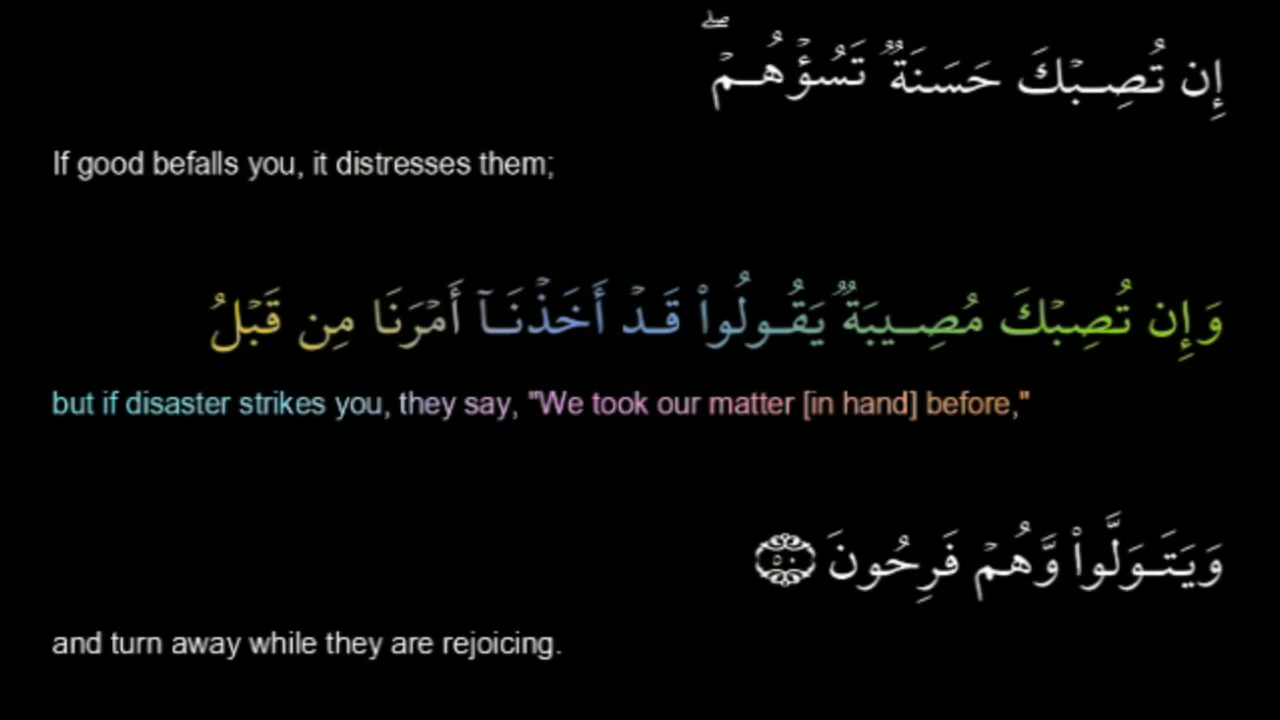 إِن تُصِبۡكَ حَسَنَةٞ تَسُؤۡهُمۡۖ
If good befalls you, it distresses them;
وَإِن تُصِبۡكَ مُصِيبَةٞ يَقُولُواْ قَدۡ أَخَذۡنَآ أَمۡرَنَا مِن قَبۡلُ
but if disaster strikes you, they say, "We took our matter [in hand] before,"
وَيَتَوَلَّواْ وَّهُمۡ فَرِحُونَ ٥٠
and turn away while they are rejoicing.